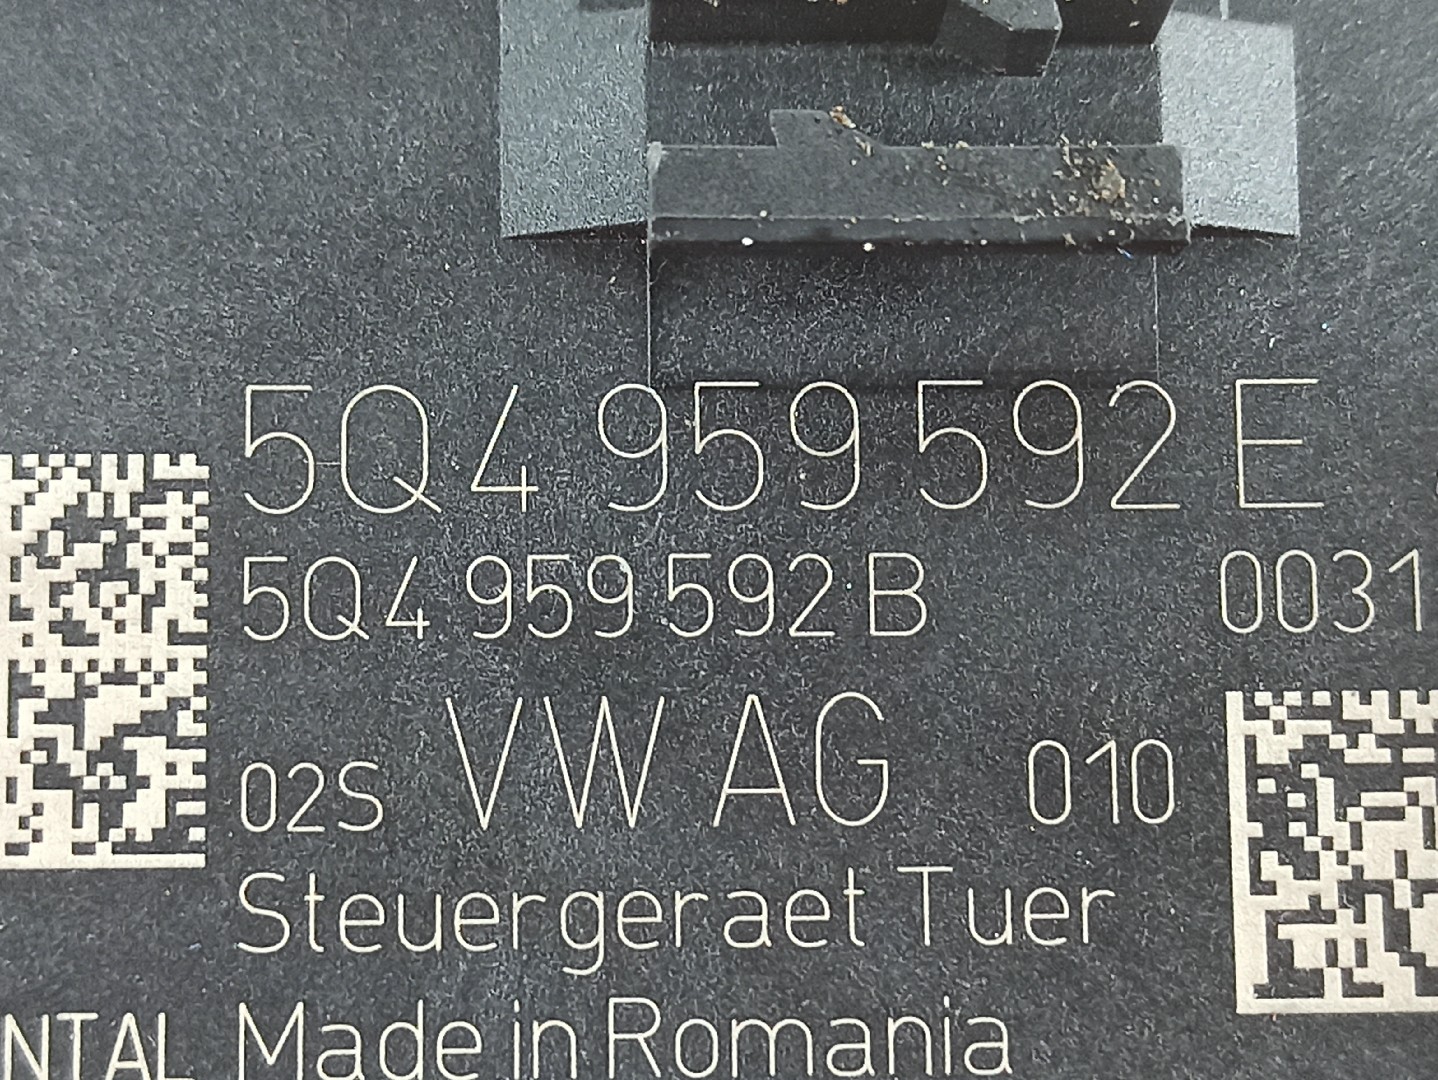 5Q4 959 592 E
5Q4 959 592 B 0031
02S VW AG 010
Steuergeraet Tuer
NTAL Made in Romania